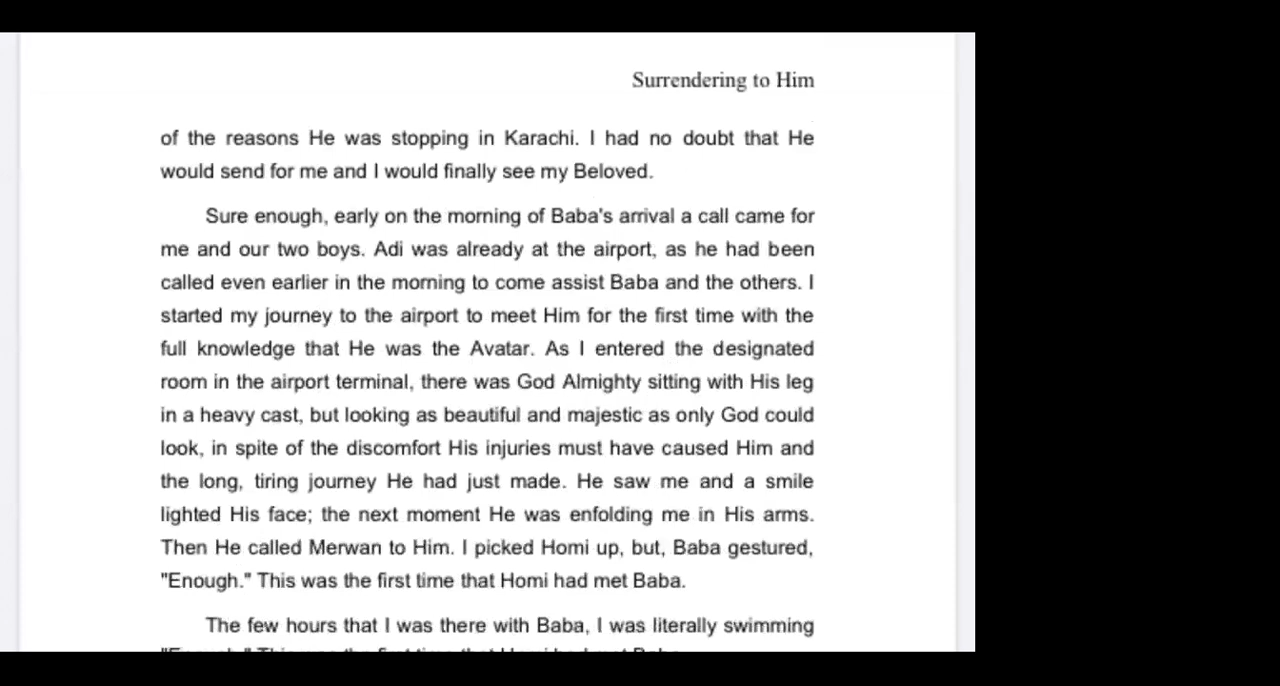 Surrendering to Him
of the reasons He was stopping in Karachi. I had no doubt that He
would send for me and I would finally see my Beloved.
Sure enough, early on the morning of Baba's arrival a call came for
me and our two boys. Adi was already at the airport, as he had been
called even earlier in the morning to come assist Baba and the others. I
started my journey to the airport to meet Him for the first time with the
full knowledge that He was the Avatar. As I entered the designated
room in the airport terminal, there was God Almighty sitting with His leg
in a heavy cast, but looking as beautiful and majestic as only God could
look, in spite of the discomfort His injuries must have caused Him and
the long, tiring journey He had just made. He saw me and a smile
lighted His face; the next moment He was enfolding me in His arms.
Then He called Merwan to Him. I picked Homi up, but, Baba gestured,
"Enough." This was the first time that Homi had met Baba.
The few hours that I was there with Baba, I was literally swimming